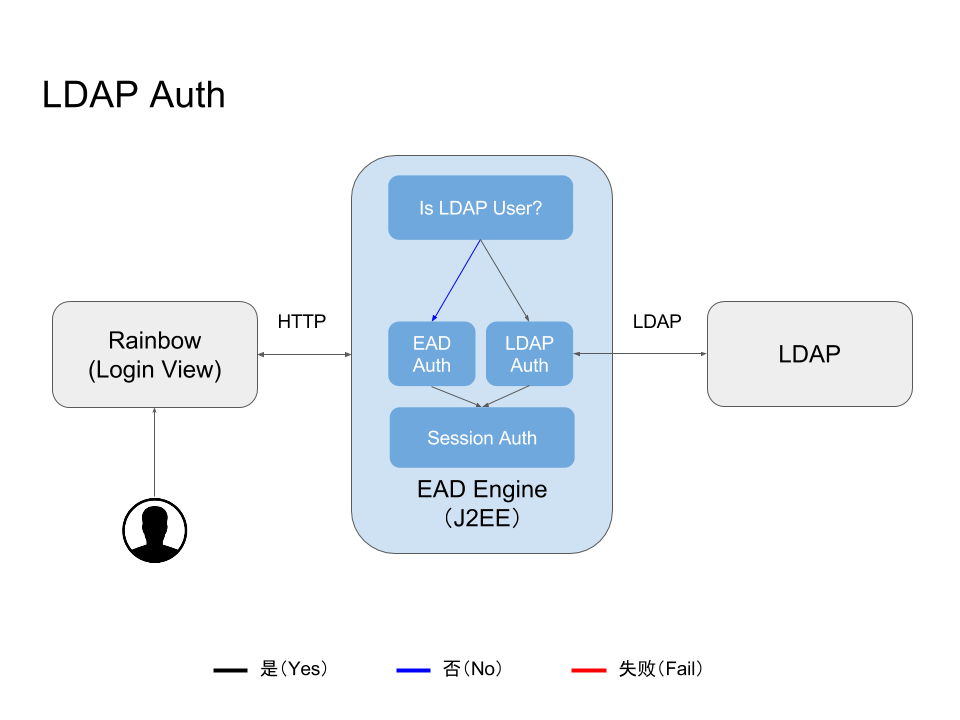 LDAP Auth
Is LDAP User?
Rainbow
(Login View)
HTTP
EAD
Auth
LDAP
Auth
LDAP
LDAP
Session Auth
EAD Engine
（J2EE）
是（Yes）
否（No）
失败（Fail）